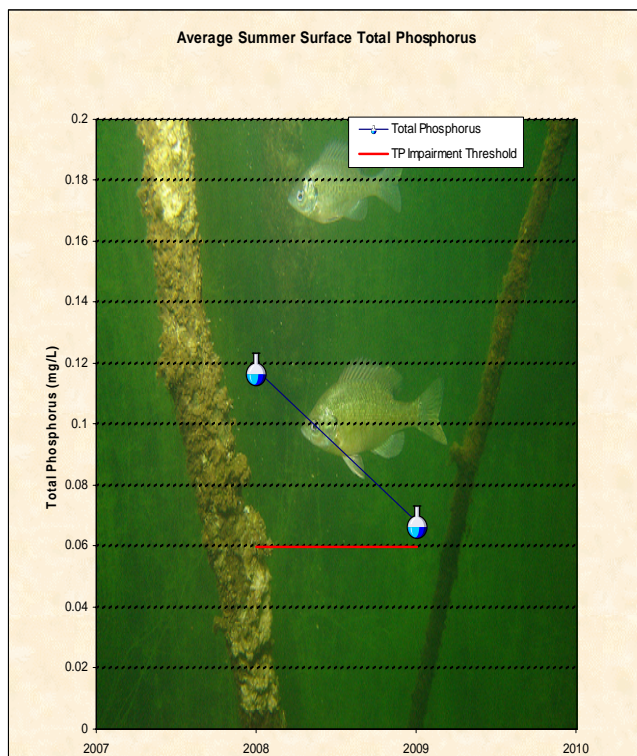 Average Summer Surface Total Phosphorus
Total Phosphorus
TP Impairment Threshold
Total Phosphorus (mg/L)
0.2
0.18
0.16
0.14
0.12
0.1
0.08
0.06
0.04
0.02
0
2007 2008 2009 2010